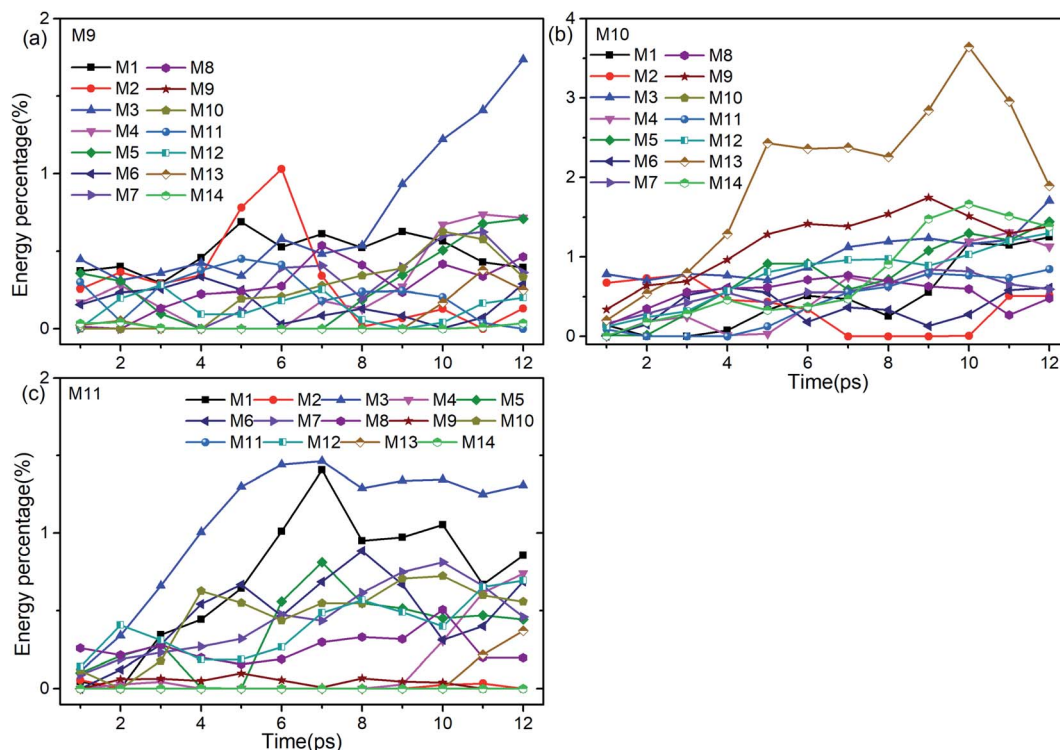 (a)
M9
M1 M8
M2 M9
M3 M10
M4 M11
M5 M12
M6 M13
M7 M14
Energy percentage(%)
2
1
0
2 4 6 8 10 12
(b)
M10
M1 M8
M2 M9
M3 M10
M4 M11
M5 M12
M6 M13
M7 M14
Energy percentage(%)
4
3
2
1
0
2 4 6 8 10 12
Time(ps)
(c)
M11
M1 M2 M3 M4 M5
M6 M7 M8 M9 M10
M11 M12 M13 M14
Energy percentage(%)
2
1
0
2 4 6 8 10 12
Time(ps)